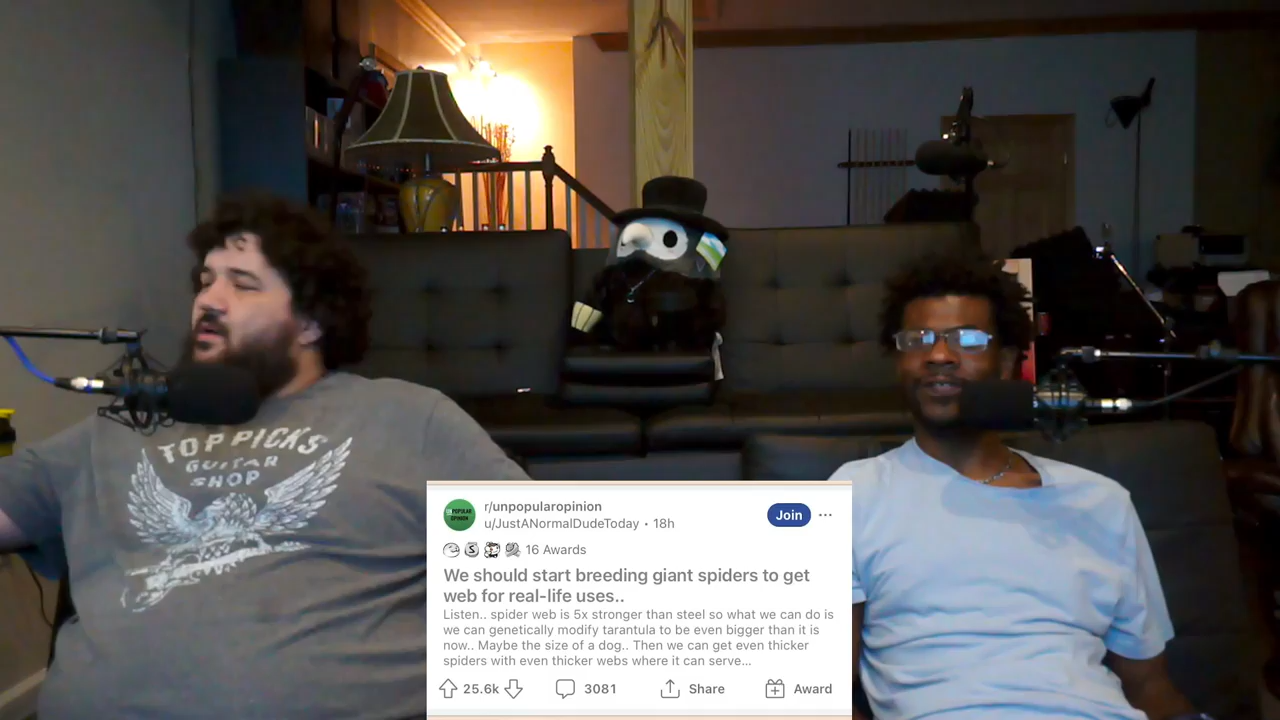 TOP PICKS
GUITAR
SHOP
r/unpopularopinion
u/JustANormalDudeToday • 18h
Join
16 Awards
We should start breeding giant spiders to get
web for real-life uses..
Listen.. spider web is 5x stronger than steel so what we can do is
we can genetically modify tarantula to be even bigger than it is
now.. Maybe the size of a dog.. Then we can get even thicker
spiders with even thicker webs where it can serve...
25.6k
3081
Share
Award